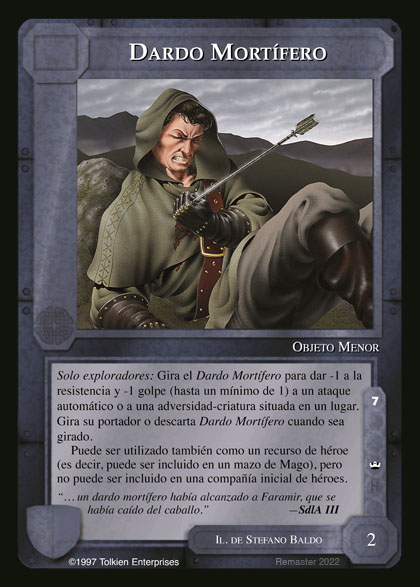 DARDO MORTÍFERO
OBJETO MENOR
Solo exploradores: Gira el Dardo Mortífero para dar -1 a la
resistencia y -1 golpe (hasta un mínimo de 1) a un ataque
automático o a una adversidad-criatura situada en un lugar.
Gira su portador o descarta Dardo Mortífero cuando sea
girado.
Puede ser utilizado también como un recurso de héroe
(es decir, puede ser incluido en un mazo de Mago), pero
no puede ser incluido en una compañía inicial de héroes.
“… un dardo mortífero había alcanzado a Faramir, que se
había caído del caballo.” —SdlA III
7
IL. DE STEFANO BALDO
2
©1997 Tolkien Enterprises
Remaster 2022